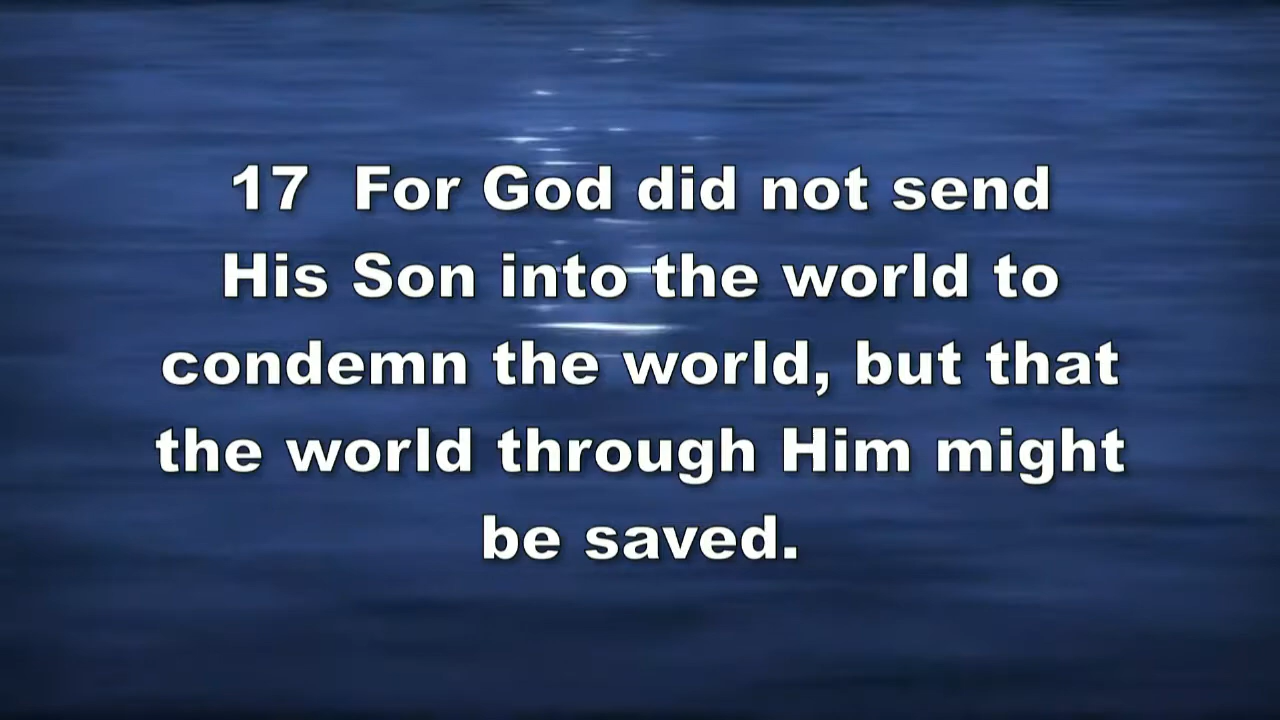 17  For God did not send
His Son into the world to
condemn the world, but that
the world through Him might
be saved.